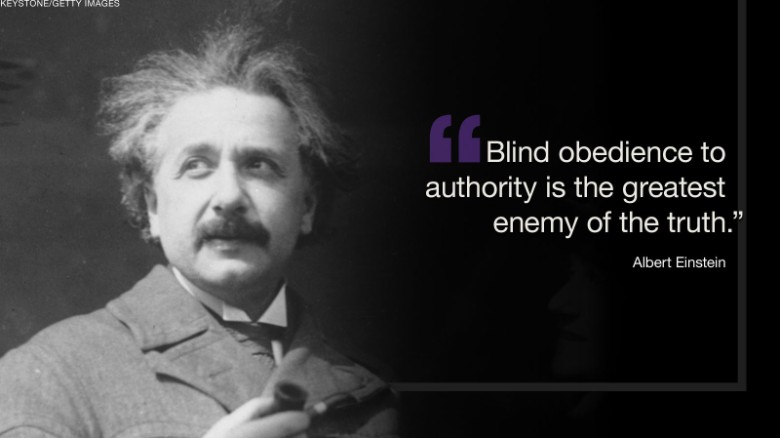 KEYSTONE/GETTY IMAGES
“Blind obedience to
authority is the greatest
enemy of the truth.”
Albert Einstein